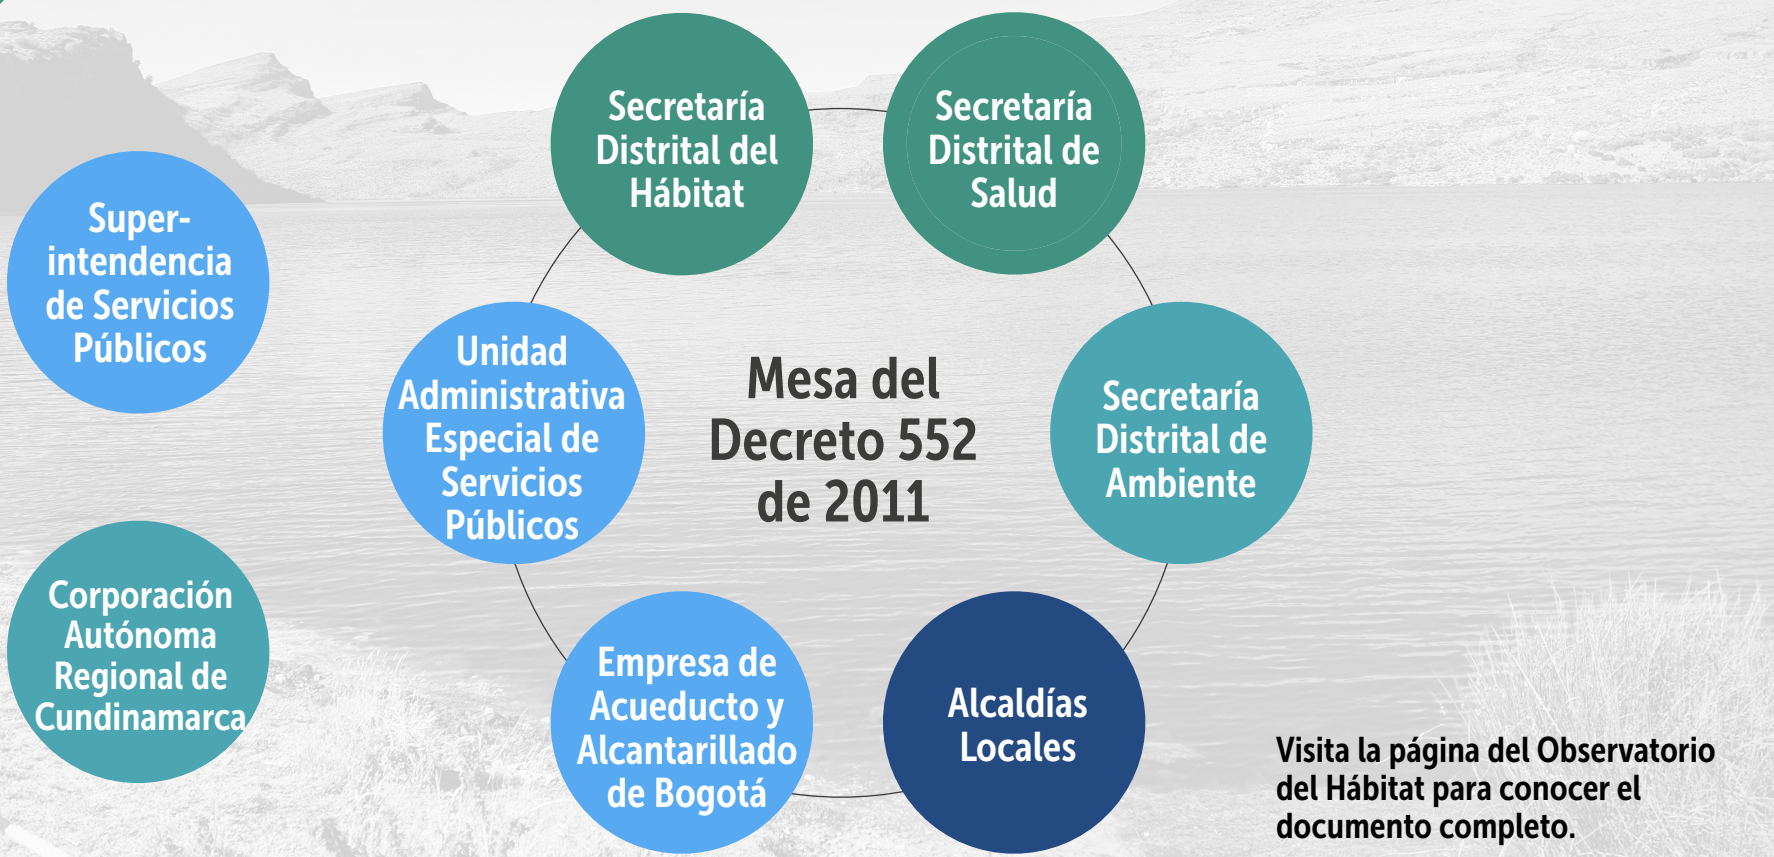 Secretaría
Distrital del
Hábitat
Secretaría
Distrital de
Salud
Super-
intendencia
de Servicios
Públicos
Unidad
Administrativa
Especial de
Servicios
Públicos
Mesa del
Decreto 552
de 2011
Secretaría
Distrital de
Ambiente
Corporación
Autónoma
Regional de
Cundinamarca
Empresa de
Acueducto y
Alcantarillado
de Bogotá
Alcaldías
Locales
Visita la página del Observatorio
del Hábitat para conocer el
documento completo.